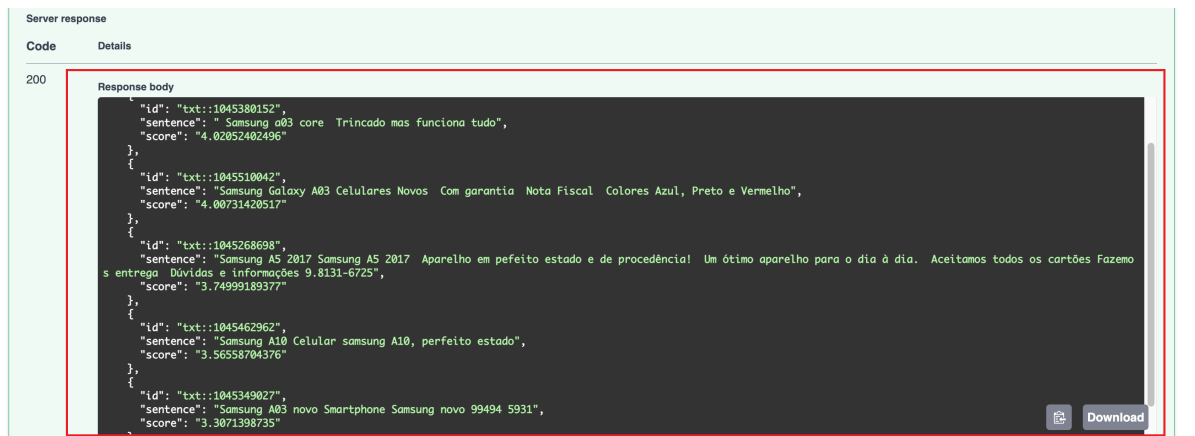 Server response
Code Details
200
Response body
{
"id": "txt::1045380152",
"sentence": " Samsung a03 core  Trincado mas funciona tudo",
"score": "4.02052402496"
},
{
"id": "txt::1045510042",
"sentence": "Samsung Galaxy A03 Celulares Novos  Com garantia  Nota Fiscal  Colores Azul, Preto e Vermelho",
"score": "4.00731420517"
},
{
"id": "txt::1045268698",
"sentence": "Samsung A5 2017 Samsung A5 2017  Aparelho em pefeito estado e de procedência!  Um ótimo aparelho para o dia à dia.  Aceitamos todos os cartões Fazemo
s entrega  Dúvidas e informações 9.8131-6725",
"score": "3.74999189377"
},
{
"id": "txt::1045462962",
"sentence": "Samsung A10 Celular samsung A10, perfeito estado",
"score": "3.56558704376"
},
{
"id": "txt::1045349027",
"sentence": "Samsung A03 novo Smartphone Samsung novo 99494 5931",
"score": "3.3071398735"
Download